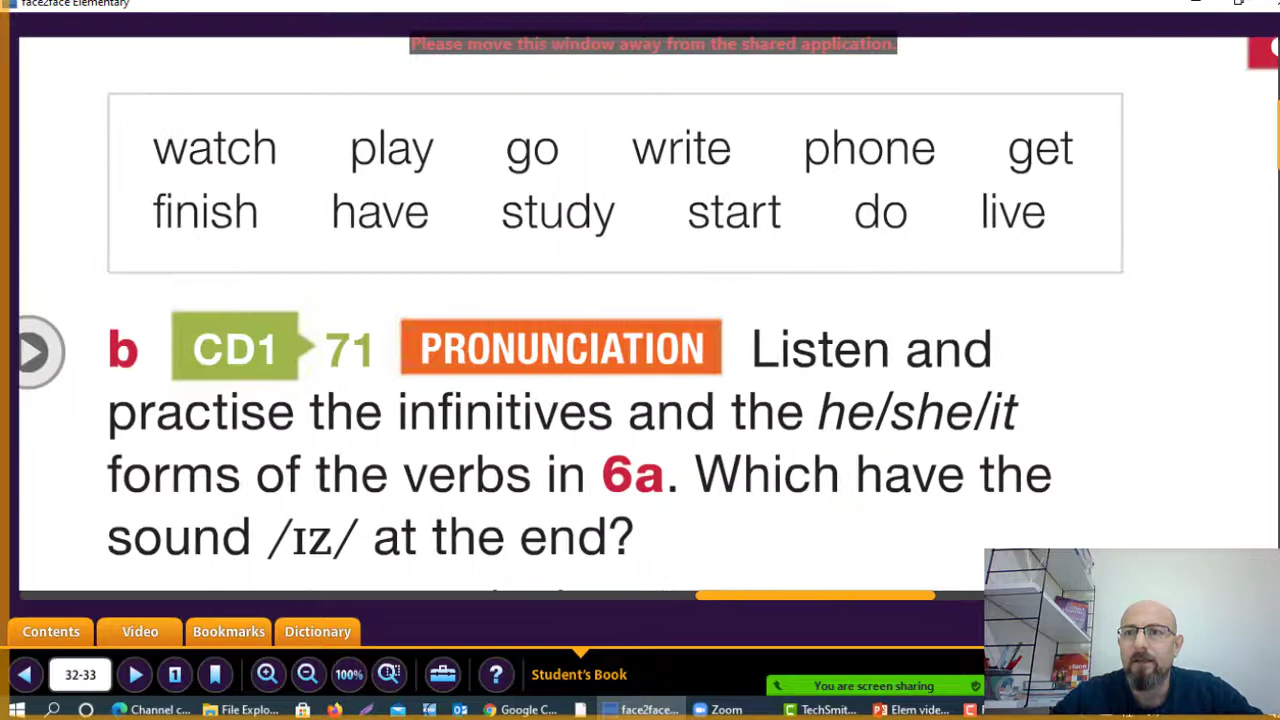 face2face Elementary
Please move this window away from the shared application.
watch play go write phone get
finish have study start do live
b CD1 71 PRONUNCIATION Listen and
practise the infinitives and the he/she/it
forms of the verbs in 6a. Which have the
sound /ɪz/ at the end?
Contents Video Bookmarks Dictionary
32-33 1 100% ? Student's Book
You are screen sharing
Channel c... File Explo... Google C... face2face... Zoom TechSmit... Elem vide...